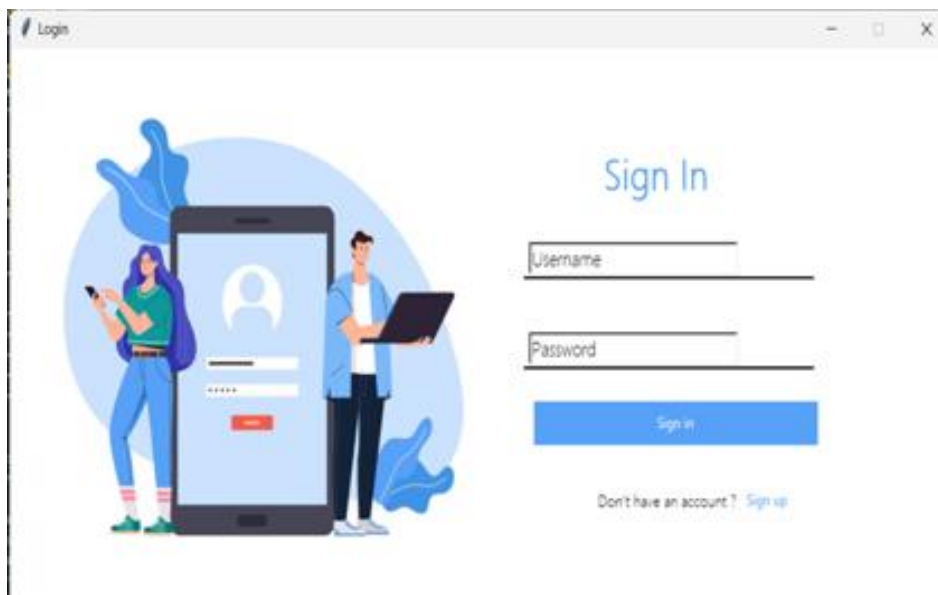 Login
Sign In
Username
Password
Sign in
Don't have an account ? Sign up